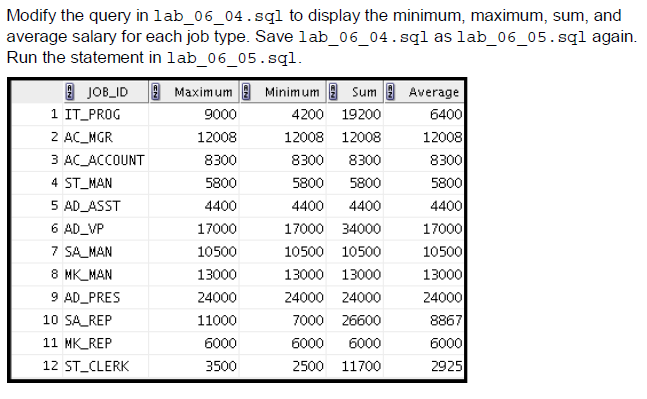 Modify the query in lab_06_04.sql to display the minimum, maximum, sum, and
average salary for each job type. Save lab_06_04.sql as lab_06_05.sql again.
Run the statement in lab_06_05.sql.
JOB_ID Maximum Minimum Sum Average
1 IT_PROG 9000 4200 19200 6400
2 AC_MGR 12008 12008 12008 12008
3 AC_ACCOUNT 8300 8300 8300 8300
4 ST_MAN 5800 5800 5800 5800
5 AD_ASST 4400 4400 4400 4400
6 AD_VP 17000 17000 34000 17000
7 SA_MAN 10500 10500 10500 10500
8 MK_MAN 13000 13000 13000 13000
9 AD_PRES 24000 24000 24000 24000
10 SA_REP 11000 7000 26600 8867
11 MK_REP 6000 6000 6000 6000
12 ST_CLERK 3500 2500 11700 2925